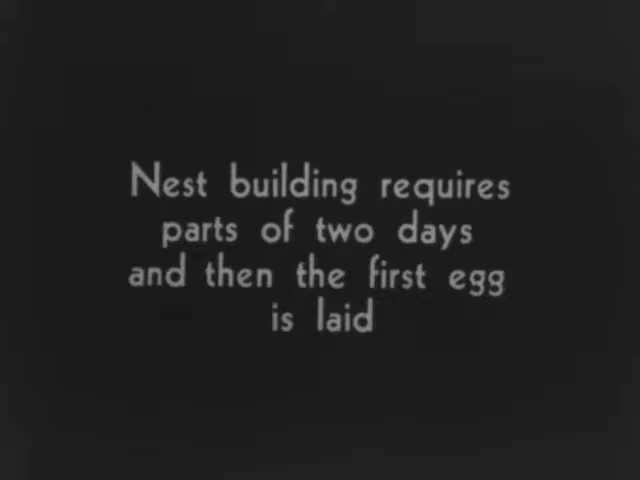 Nest building requires
parts of two days
and then the first egg
is laid